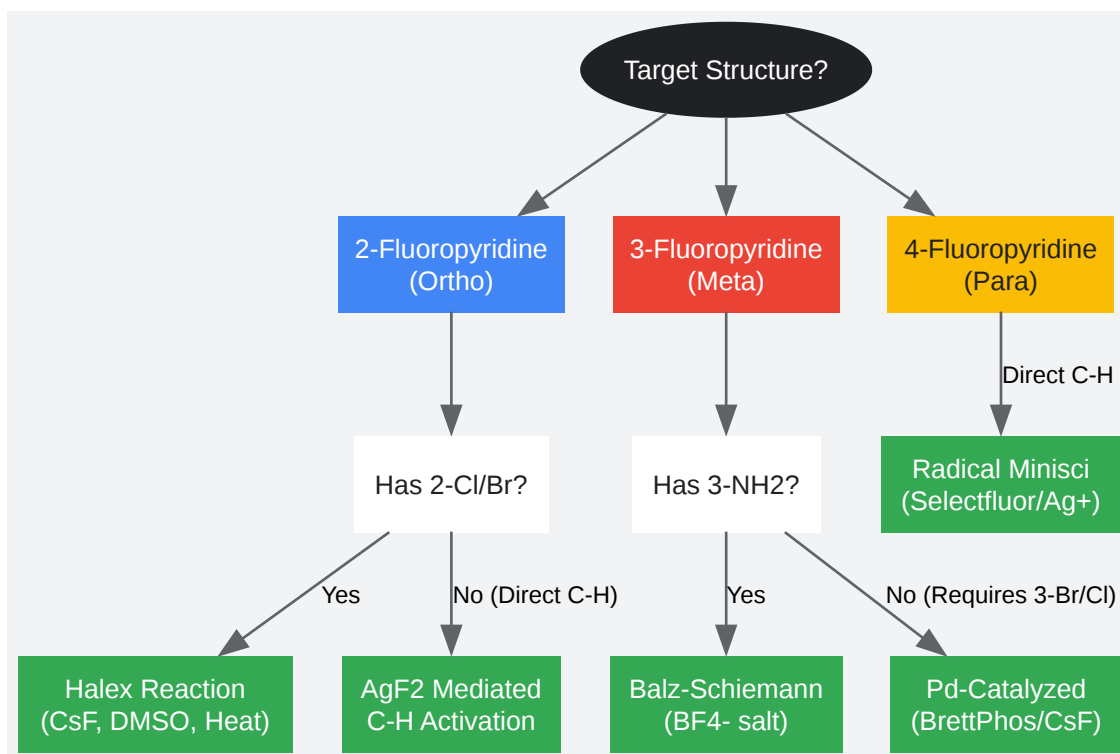 Target Structure?
2-Fluoropyridine
(Ortho)
3-Fluoropyridine
(Meta)
4-Fluoropyridine
(Para)
Direct C-H
Has 2-Cl/Br?
Has 3-NH2?
Radical Minisci
(Selectfluor/Ag+)
Yes
No (Direct C-H)
Yes
No (Requires 3-Br/Cl)
Halex Reaction
(CsF, DMSO, Heat)
AgF2 Mediated
C-H Activation
Balz-Schiemann
(BF4- salt)
Pd-Catalyzed
(BrettPhos/CsF)